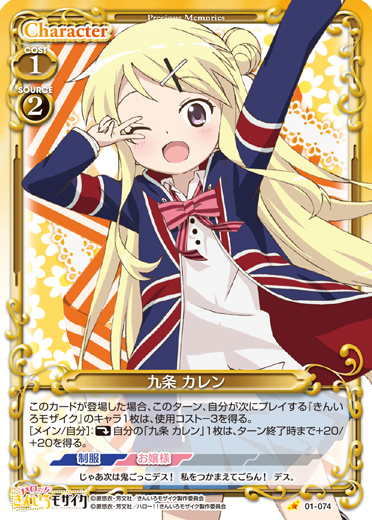 Precious Memories
Character
COST
1
SOURCE
2
九条 カレン
このカードが登場した場合、このターン、自分が次にプレイする『きんい
ろモザイク』のキャラ1枚は、使用コスト－3を得る。
[メイン/自分]:自分の「九条 カレン」1枚は、ターン終了時まで+20/
+20を得る。
制服 お嬢様
じゃあ次は鬼ごっこデス! 私をつかまえてごらん! デス。
ハロー!!きんいろモザイク
©原悠衣・芳文社/きんいろモザイク製作委員会
©原悠衣・芳文社/ハロー!!きんいろモザイク製作委員会
01-074